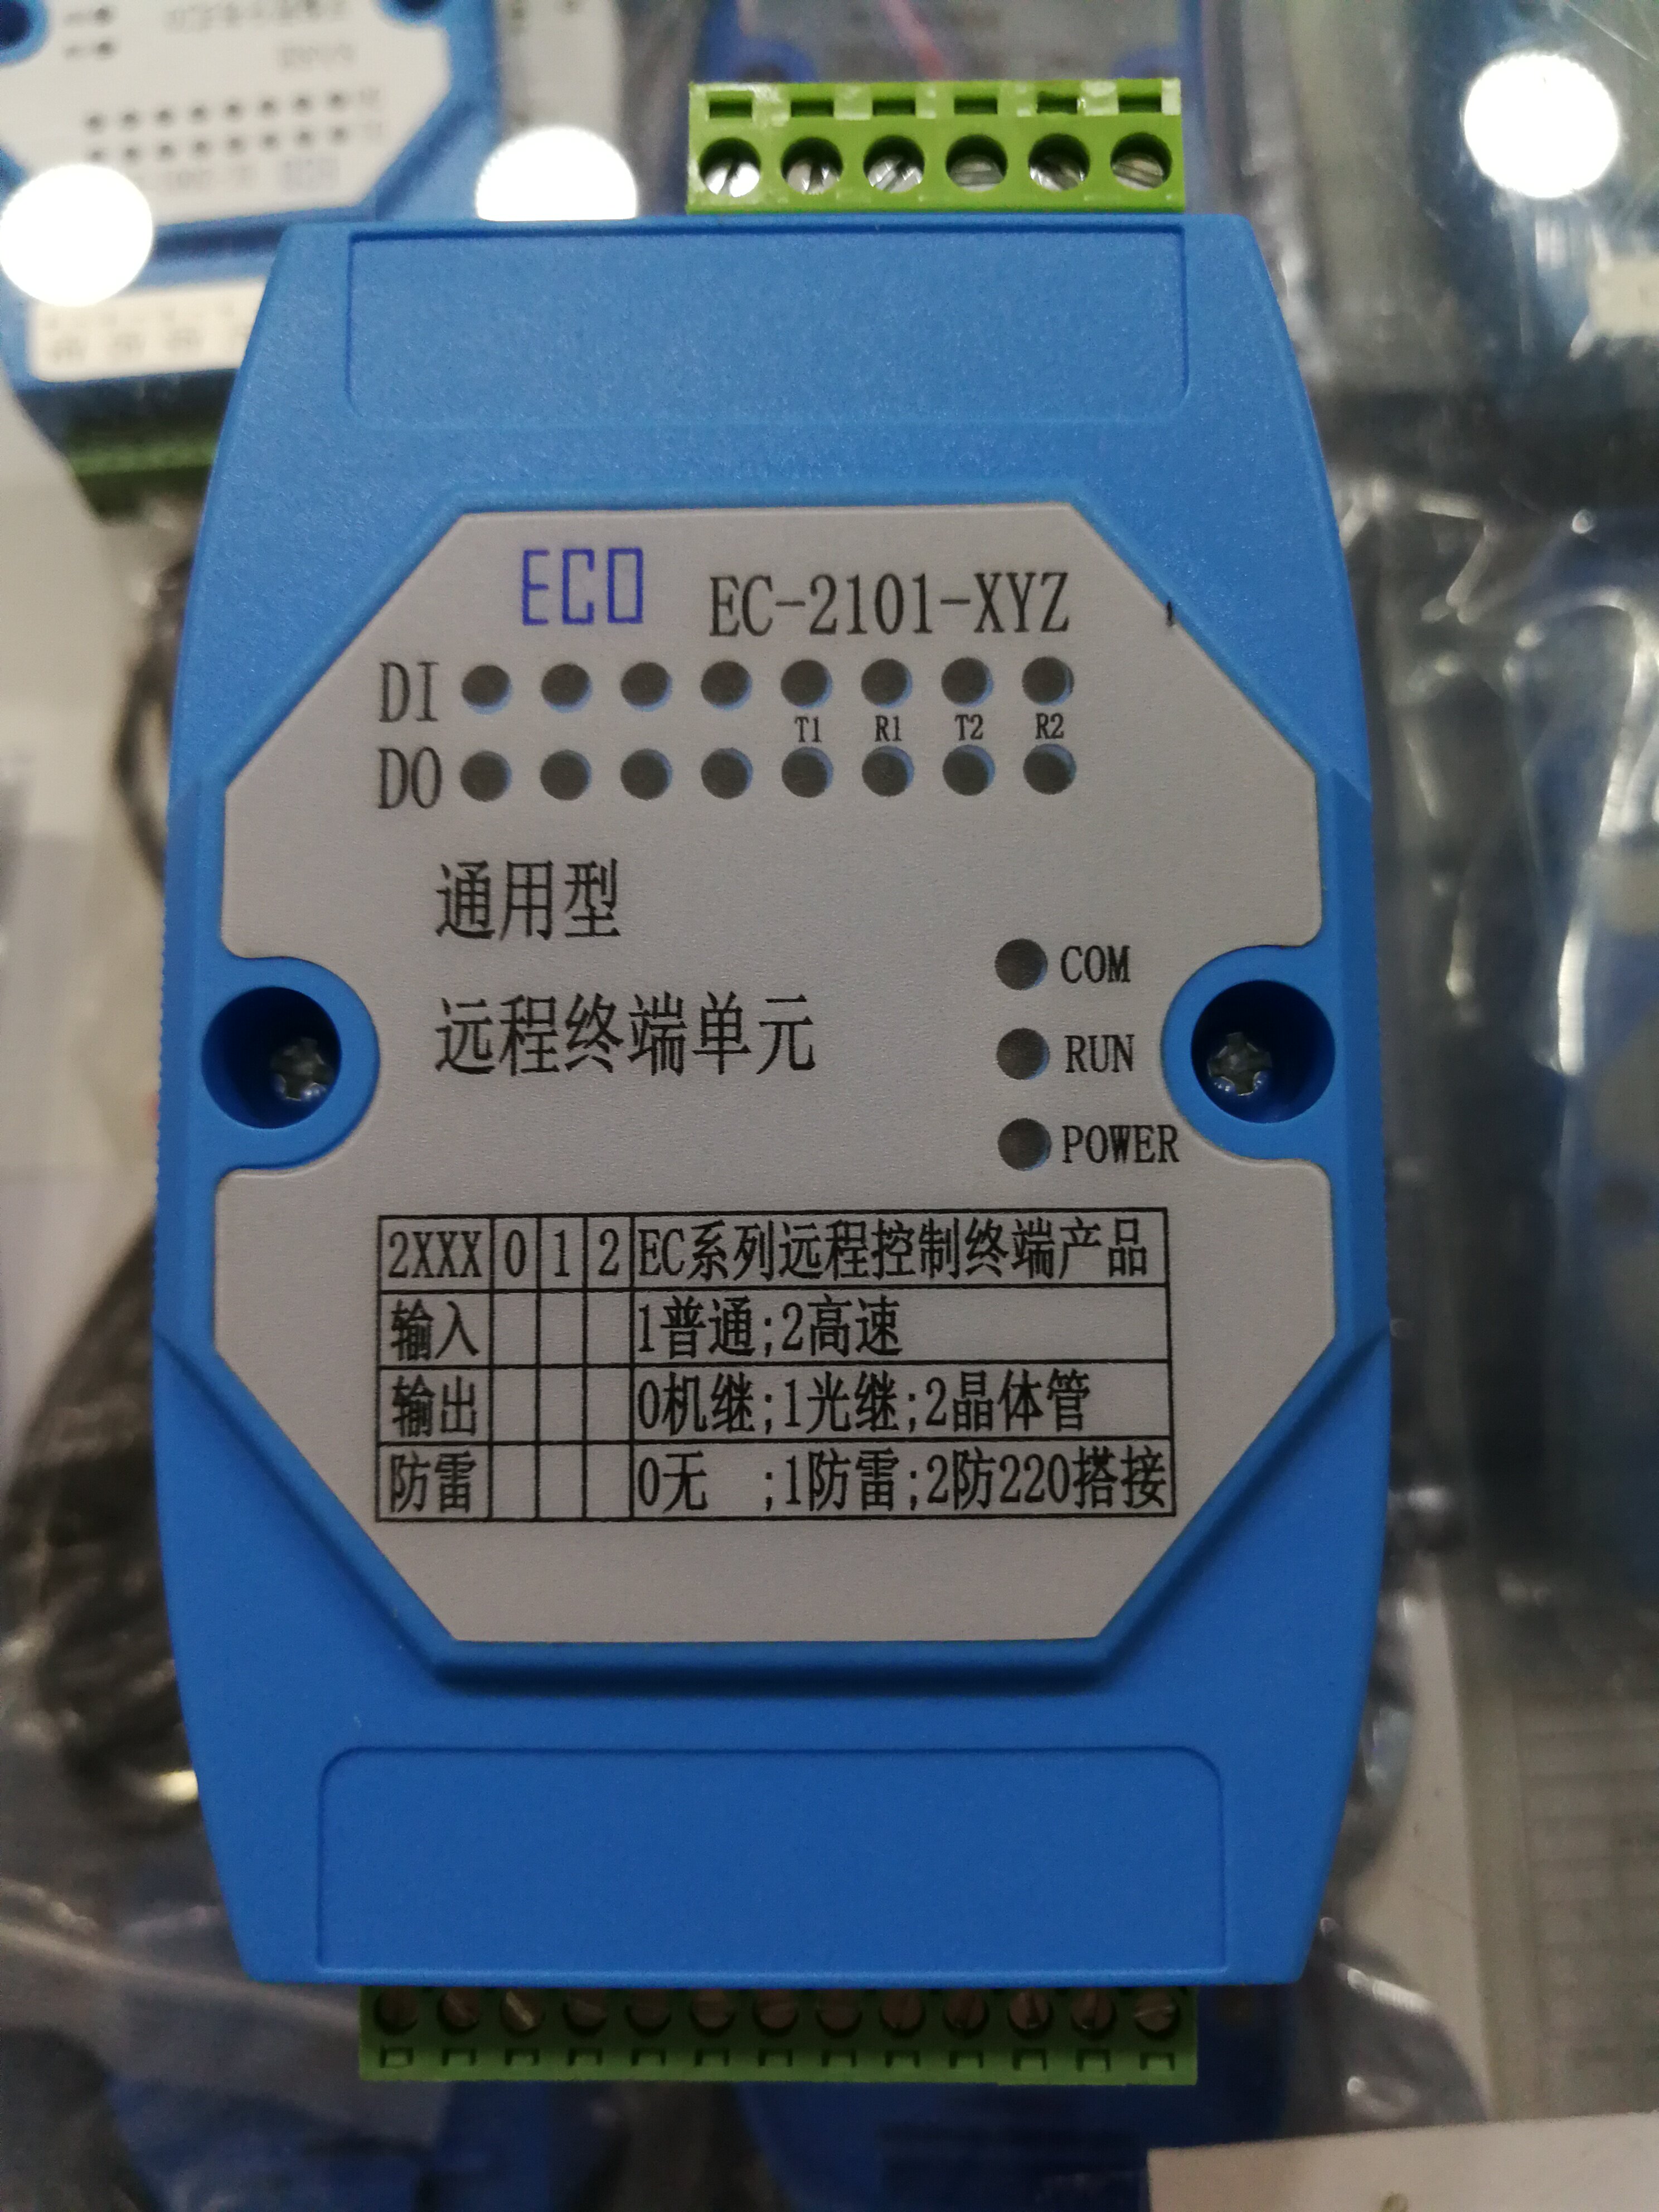 ECO EC-2101-XYZ
DI
T1 R1 T2 R2
DO
通用型
COM
远程终端单元
RUN
POWER
2XXX 0 1 2 EC系列远程控制终端产品
输入 1普通;2高速
输出 0机继;1光继;2晶体管
防雷 0无 ;1防雷;2防220搭接